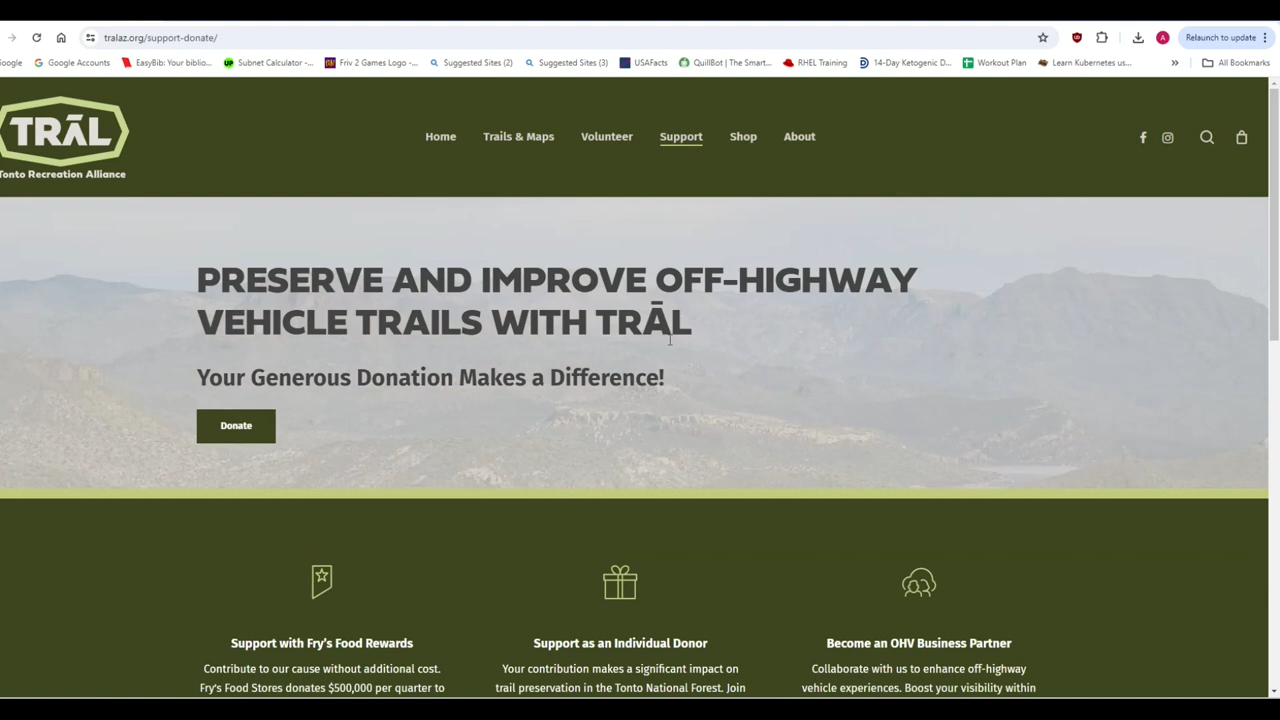 tralaz.org/support-donate/
Relaunch to update
Google Accounts
EasyBib: Your biblio...
Subnet Calculator -...
Friv 2 Games Logo -...
Suggested Sites (2)
Suggested Sites (3)
USAFacts
QuillBot | The Smart...
RHEL Training
14-Day Ketogenic D...
Workout Plan
Learn Kubernetes us...
All Bookmarks
TRĀL
Tonto Recreation Alliance
Home
Trails & Maps
Volunteer
Support
Shop
About
PRESERVE AND IMPROVE OFF-HIGHWAY
VEHICLE TRAILS WITH TRĀL
Your Generous Donation Makes a Difference!
Donate
Support with Fry's Food Rewards
Contribute to our cause without additional cost.
Fry's Food Stores donates $500,000 per quarter to
Support as an Individual Donor
Your contribution makes a significant impact on
trail preservation in the Tonto National Forest. Join
Become an OHV Business Partner
Collaborate with us to enhance off-highway
vehicle experiences. Boost your visibility within